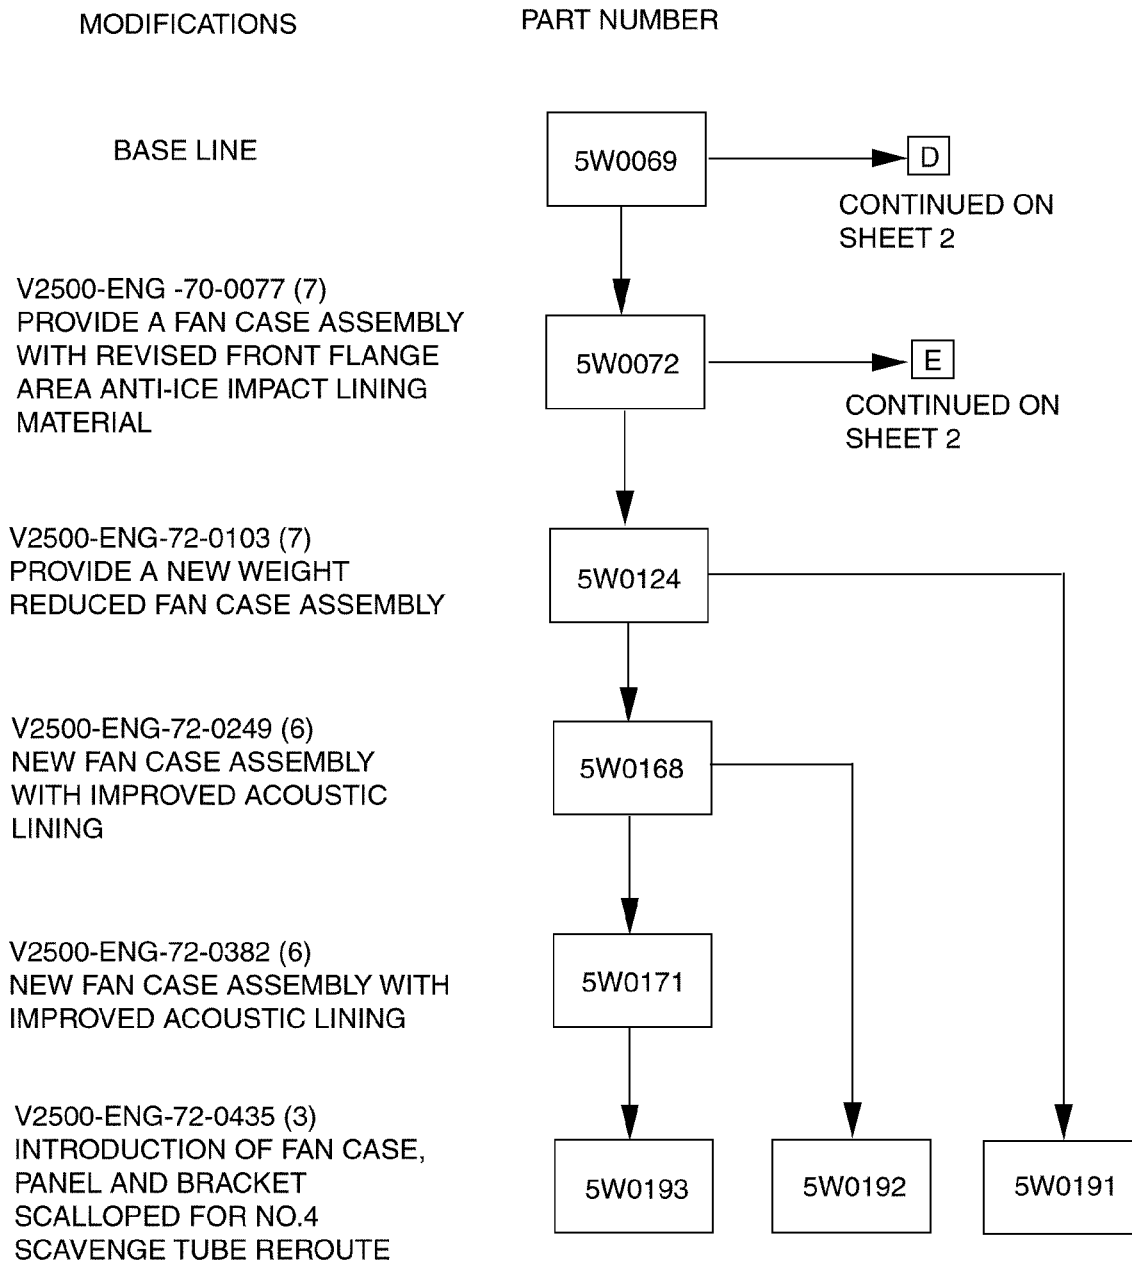 MODIFICATIONS
PART NUMBER
BASE LINE
5W0069
D
CONTINUED ON
SHEET 2
V2500-ENG -70-0077 (7)
PROVIDE A FAN CASE ASSEMBLY
WITH REVISED FRONT FLANGE
AREA ANTI-ICE IMPACT LINING
MATERIAL
5W0072
E
CONTINUED ON
SHEET 2
V2500-ENG-72-0103 (7)
PROVIDE A NEW WEIGHT
REDUCED FAN CASE ASSEMBLY
5W0124
V2500-ENG-72-0249 (6)
NEW FAN CASE ASSEMBLY
WITH IMPROVED ACOUSTIC
LINING
5W0168
V2500-ENG-72-0382 (6)
NEW FAN CASE ASSEMBLY WITH
IMPROVED ACOUSTIC LINING
5W0171
V2500-ENG-72-0435 (3)
INTRODUCTION OF FAN CASE,
PANEL AND BRACKET
SCALLOPED FOR NO.4
SCAVENGE TUBE REROUTE
5W0193
5W0192
5W0191